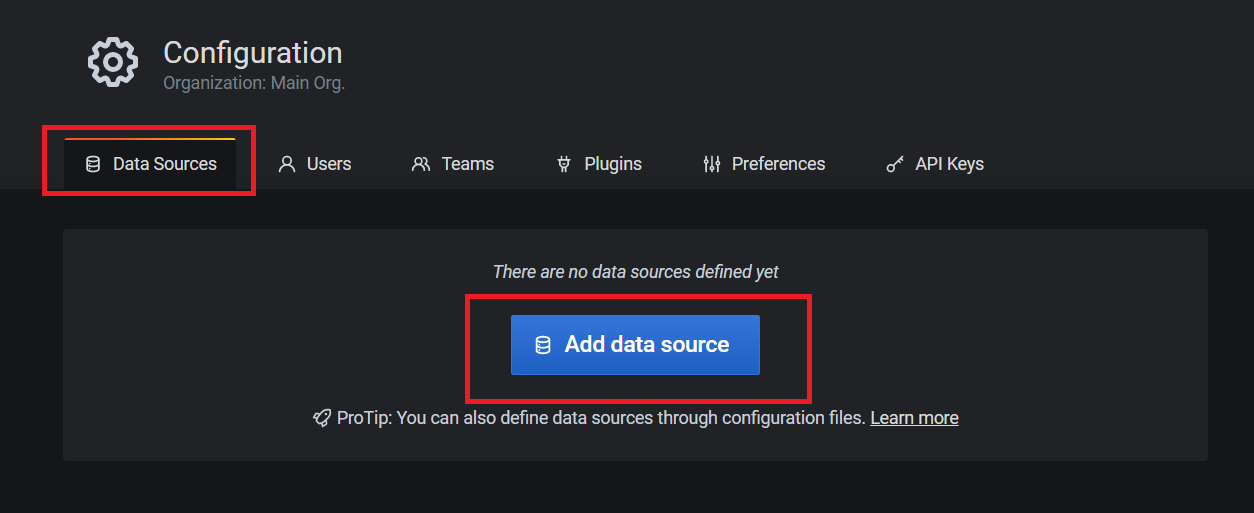 Configuration
Organization: Main Org.
Data Sources Users Teams Plugins Preferences API Keys
There are no data sources defined yet
Add data source
ProTip: You can also define data sources through configuration files. Learn more